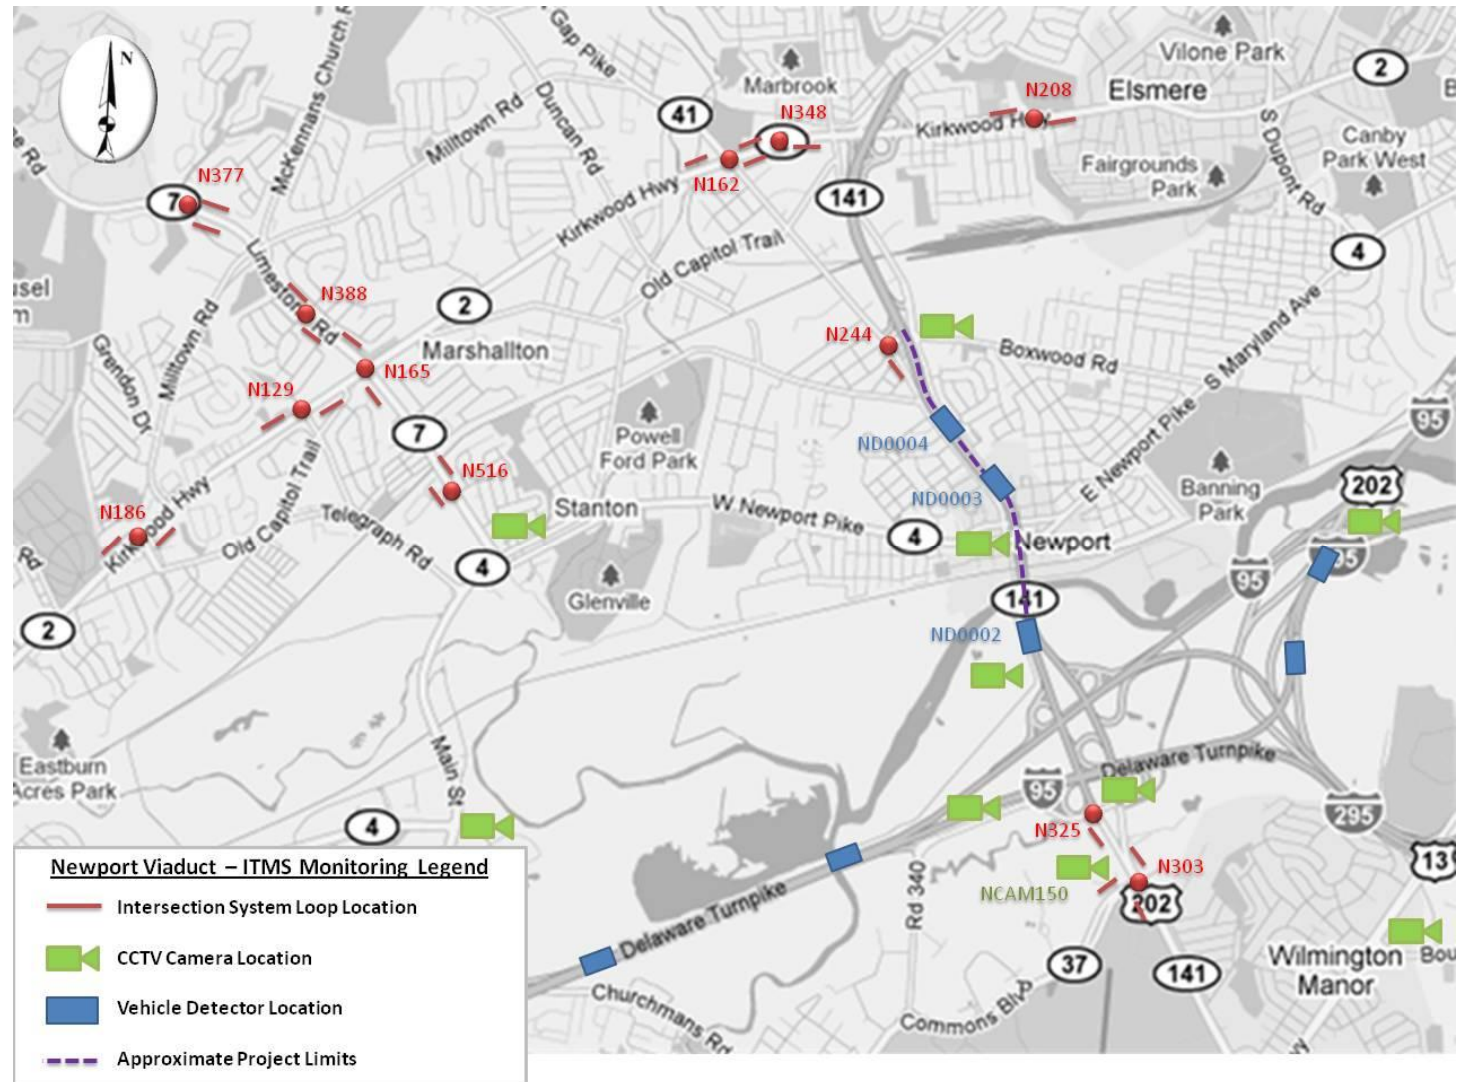 N
Gap Pike
McKennans Church
Vilone Park
2
Marbrook
Elsmere
N208
41
Milltown Rd
Duncan Rd
N348
Kirkwood Hwy
S Dupont Rd
Canby
Park West
Rd
N377
7
N162
141
Fairgrounds
Park
Kirkwood Hwy
4
Limestone Rd
Old Capitol Trail
N388
2
S Maryland Ave
N244
Boxwood Rd
Marshallton
Milltown Rd
Grendon Dr
N165
N129
7
Powell
Ford Park
ND0004
95
N516
ND0003
E Newport Pike
Banning
Park
202
N186
Kirkwood Hwy
Old Capitol Trail
Telegraph Rd
Stanton
W Newport Pike
4
Newport
95
95
Rd
4
Glenville
141
2
ND0002
Eastburn
Acres Park
Main St
Delaware Turnpike
95
295
4
N325
13
Rd 340
NCAM150
N303
202
Delaware Turnpike
37
141
Wilmington
Manor
Bou
Churchmans Rd
Commons Blvd
Newport Viaduct – ITMS Monitoring Legend
Intersection System Loop Location
CCTV Camera Location
Vehicle Detector Location
Approximate Project Limits